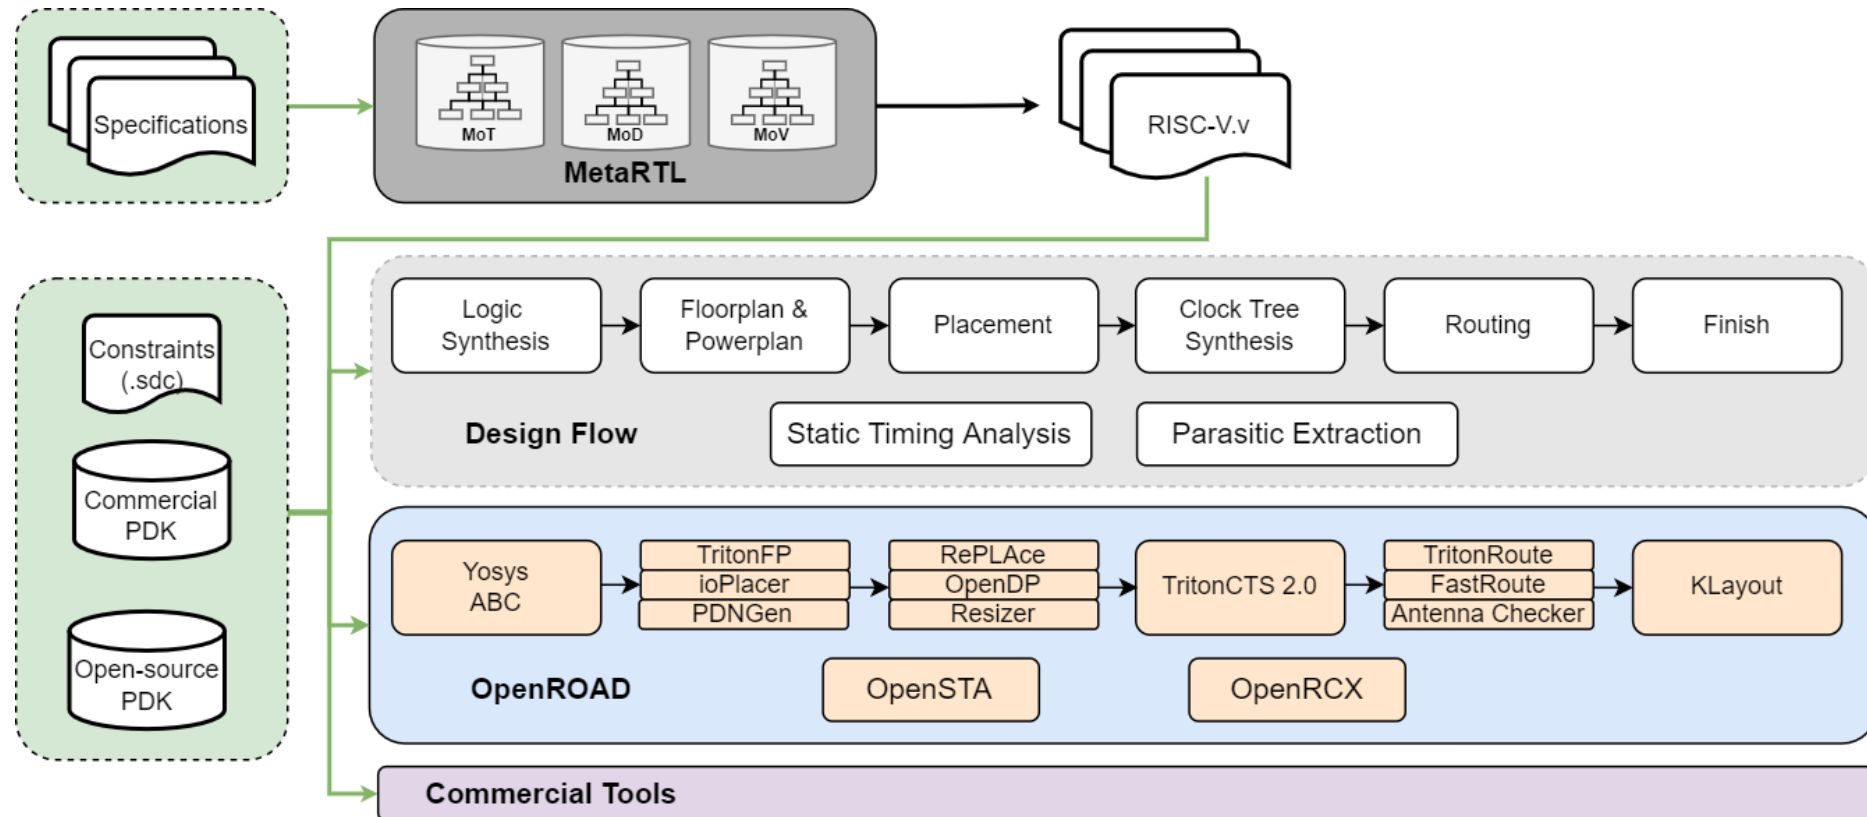 Specifications
MoT
MoD
MoV
MetaRTL
RISC-V.v
Constraints
(.sdc)
Commercial
PDK
Open-source
PDK
Logic
Synthesis
Floorplan &
Powerplan
Placement
Clock Tree
Synthesis
Routing
Finish
Design Flow
Static Timing Analysis
Parasitic Extraction
Yosys
ABC
TritonFP
ioPlacer
PDNGen
RePLAce
OpenDP
Resizer
TritonCTS 2.0
TritonRoute
FastRoute
Antenna Checker
KLayout
OpenROAD
OpenSTA
OpenRCX
Commercial Tools